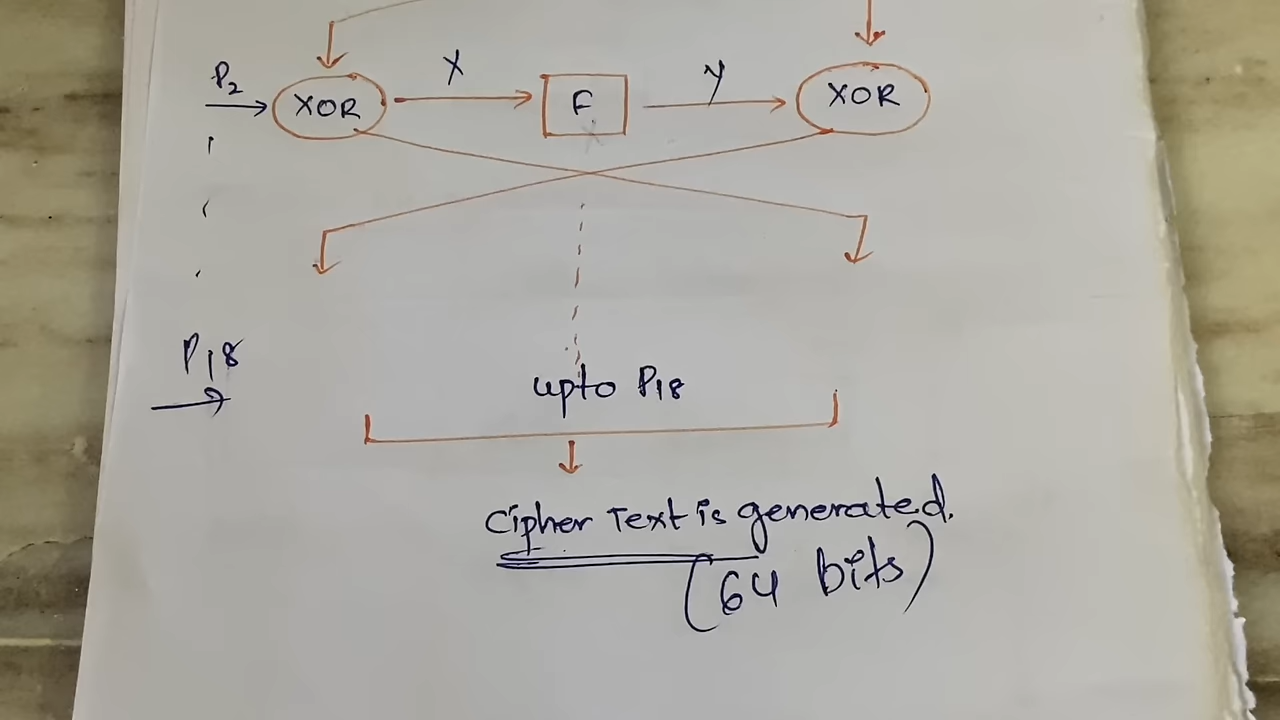 P2 XOR X F Y XOR
P18
upto P18
Cipher Text is generated.
(64 bits)